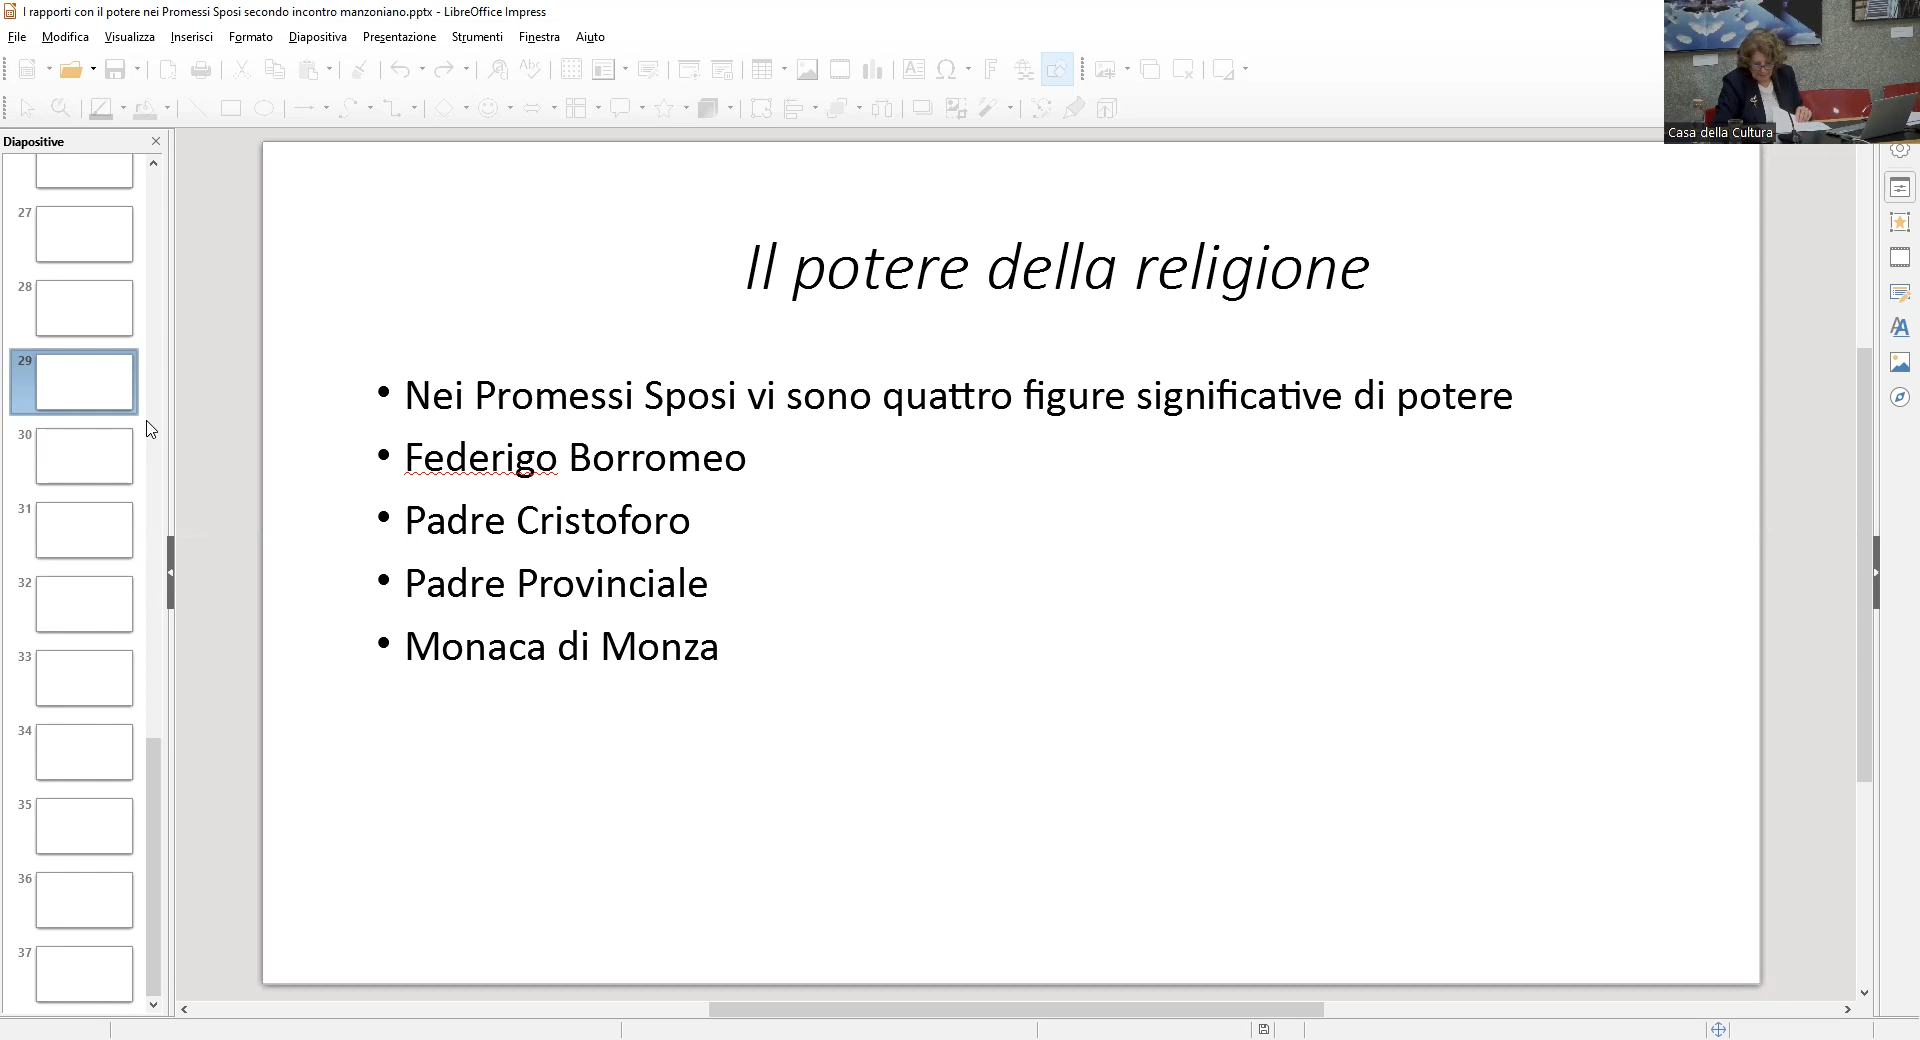 I rapporti con il potere nei Promessi Sposi secondo incontro manzoniano.pptx - LibreOffice Impress
File Modifica Visualizza Inserisci Formato Diapositiva Presentazione Strumenti Finestra Aiuto
Casa della Cultura
Diapositive
27
28
29
30
31
32
33
34
35
36
37
Il potere della religione
• Nei Promessi Sposi vi sono quattro figure significative di potere
• Federigo Borromeo
• Padre Cristoforo
• Padre Provinciale
• Monaca di Monza